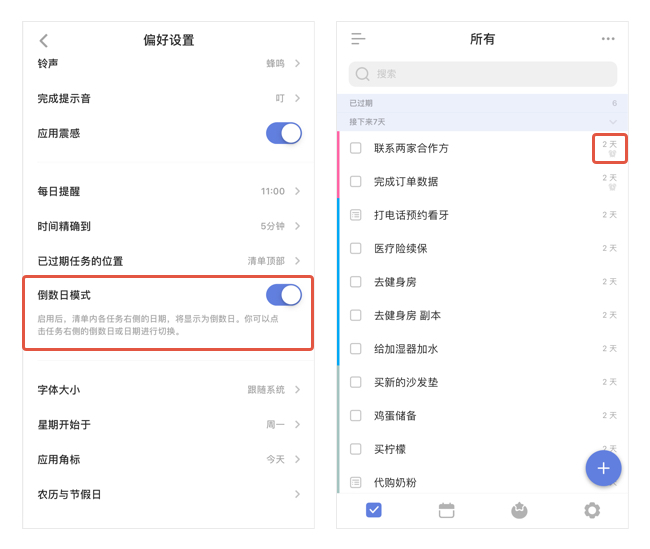 偏好设置
铃声 蜂鸣
完成提示音 叮
应用震感
每日提醒 11:00
时间精确到 5分钟
已过期任务的位置 清单顶部
倒数日模式
启用后，清单内各任务右侧的日期，将显示为倒数日。你可以点
击任务右侧的倒数日或日期进行切换。
字体大小 跟随系统
星期开始于 周一
应用角标 今天
农历与节假日
所有
搜索
已过期 6
接下来7天
联系两家合作方 2 天
完成订单数据 2 天
打电话预约看牙 2 天
医疗险续保 2 天
去健身房 2 天
去健身房 副本 2 天
给加湿器加水 2 天
买新的沙发垫 2 天
鸡蛋储备 2 天
买柠檬 2 天
代购奶粉